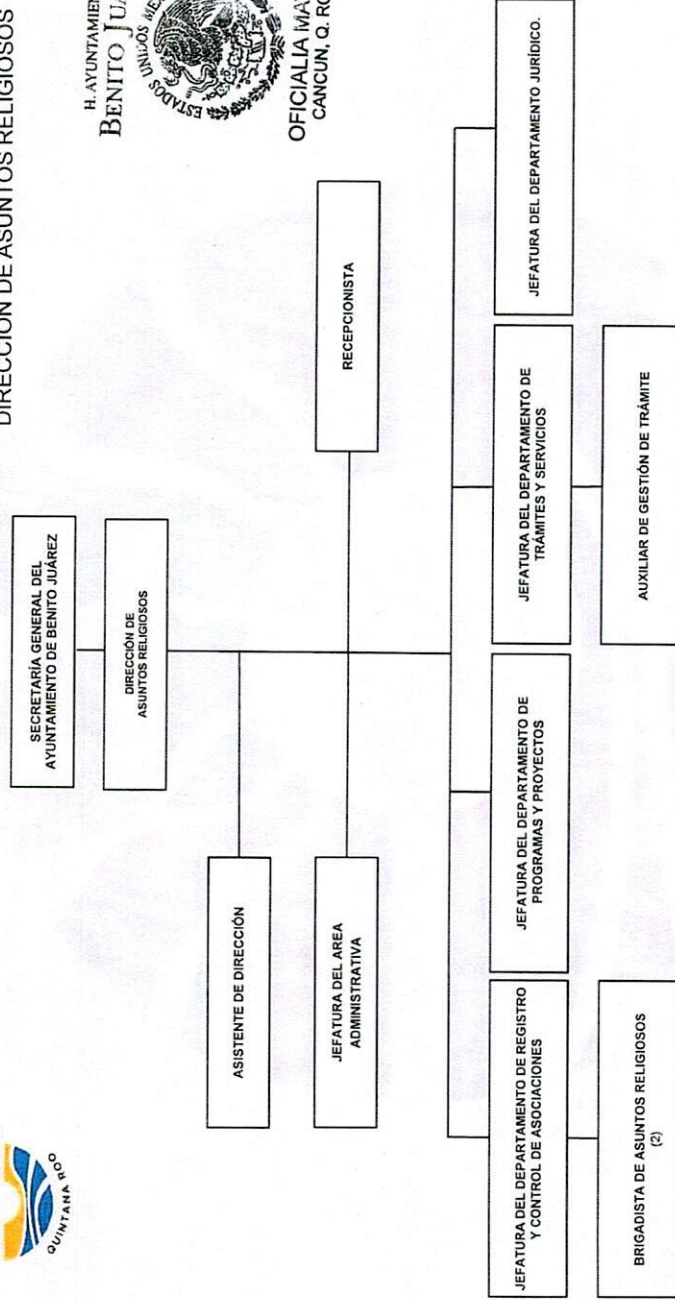 DIRECCIÓN DE ASUNTOS RELIGIOSOS
QUINTANA ROO
H. AYUNTAMIEN
BENITO JUÁ
ESTADOS UNIDOS ME
OFICIALIA MA
CANCUN, Q. RO
SECRETARÍA GENERAL DEL
AYUNTAMIENTO DE BENITO JUÁREZ
DIRECCIÓN DE
ASUNTOS RELIGIOSOS
ASISTENTE DE DIRECCIÓN
JEFATURA DEL AREA
ADMINISTRATIVA
RECEPCIONISTA
JEFATURA DEL DEPARTAMENTO DE REGISTRO
Y CONTROL DE ASOCIACIONES
JEFATURA DEL DEPARTAMENTO DE
PROGRAMAS Y PROYECTOS
JEFATURA DEL DEPARTAMENTO DE
TRÁMITES Y SERVICIOS
JEFATURA DEL DEPARTAMENTO JURÍDICO.
BRIGADISTA DE ASUNTOS RELIGIOSOS
(2)
AUXILIAR DE GESTIÓN DE TRÁMITE